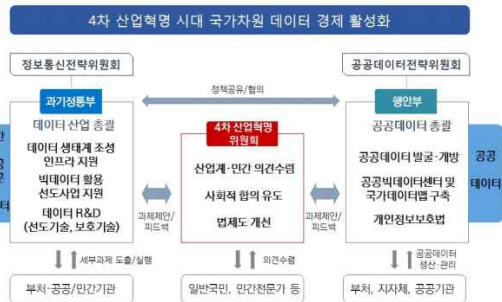 4차 산업혁명 시대 국가차원 데이터 경제 활성화
정보통신전략위원회
공공데이터전략위원회
과기정통부
정책공유/협의
행안부
데이터 산업 총괄
데이터 생태계 조성
인프라 지원
빅데이터 활용
선도사업 지원
데이터 R&D
(선도기술, 보호기술)
4차 산업혁명
위원회
산업계·민간 의견수렴
사회적 합의 유도
법제도 개선
공공데이터 총괄
공공데이터 발굴·개방
공공빅데이터센터 및
국가데이터맵 구축
개인정보보호법
공공
데이터
과제제안/
피드백
과제제안/
피드백
세부과제 도출/실행
의견수렴
공공데이터
생산·관리
부처·공공/민간기관
일반국민, 민간전문가 등
부처, 지자체, 공공기관